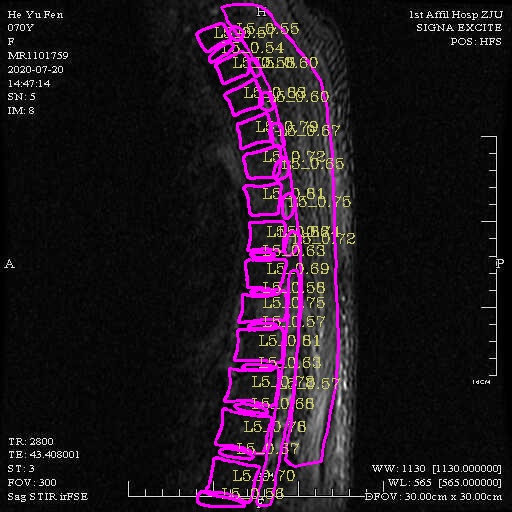 He Yu Fen
070Y
F
MR1101759
2020-07-20
14:47:14
SN: 5
IM: 8
H
1st Affil Hosp ZJU
SIGNA EXCITE
POS: HFS
L5_0.55
L5_0.54
L5_0.60
L5_0.60
L5_0.79
L5_0.67
L5_0.72
L5_0.65
L5_0.81
L5_0.75
L5_0.72
L5_0.63
A
P
L5_0.69
L5_0.58
L5_0.75
L5_0.57
L5_0.81
L5_0.63
L5_0.57
L5_0.68
L5_0.78
L5_0.70
L5_0.56
14CM
TR: 2800
TE: 43.408001
ST: 3
FOV: 300
Sag STIR irFSE
WW: 1130 [1130.000000]
WL: 565 [565.000000]
DFOV: 30.00cm x 30.00cm